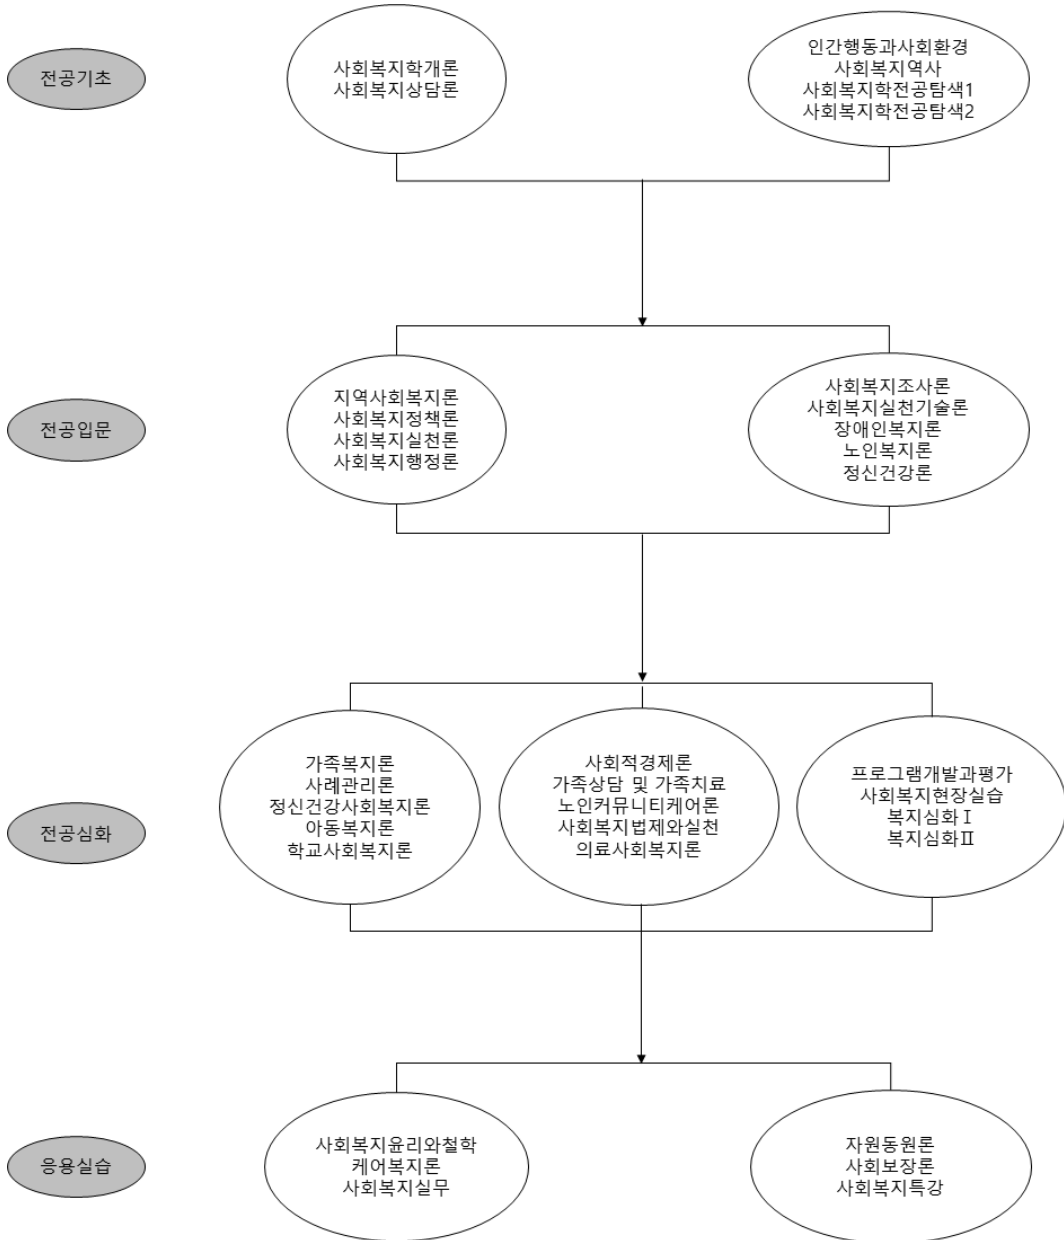 전공기초
사회복지학개론
사회복지상담론
인간행동과사회환경
사회복지역사
사회복지학전공탐색1
사회복지학전공탐색2
전공입문
지역사회복지론
사회복지정책론
사회복지실천론
사회복지행정론
사회복지조사론
사회복지실천기술론
장애인복지론
노인복지론
정신건강론
전공심화
가족복지론
사례관리론
정신건강사회복지론
아동복지론
학교사회복지론
사회적경제론
가족상담 및 가족치료
노인커뮤니티케어론
사회복지법제와실천
의료사회복지론
프로그램개발과평가
사회복지현장실습
복지심화Ⅰ
복지심화Ⅱ
응용실습
사회복지윤리와철학
케어복지론
사회복지실무
자원동원론
사회보장론
사회복지특강